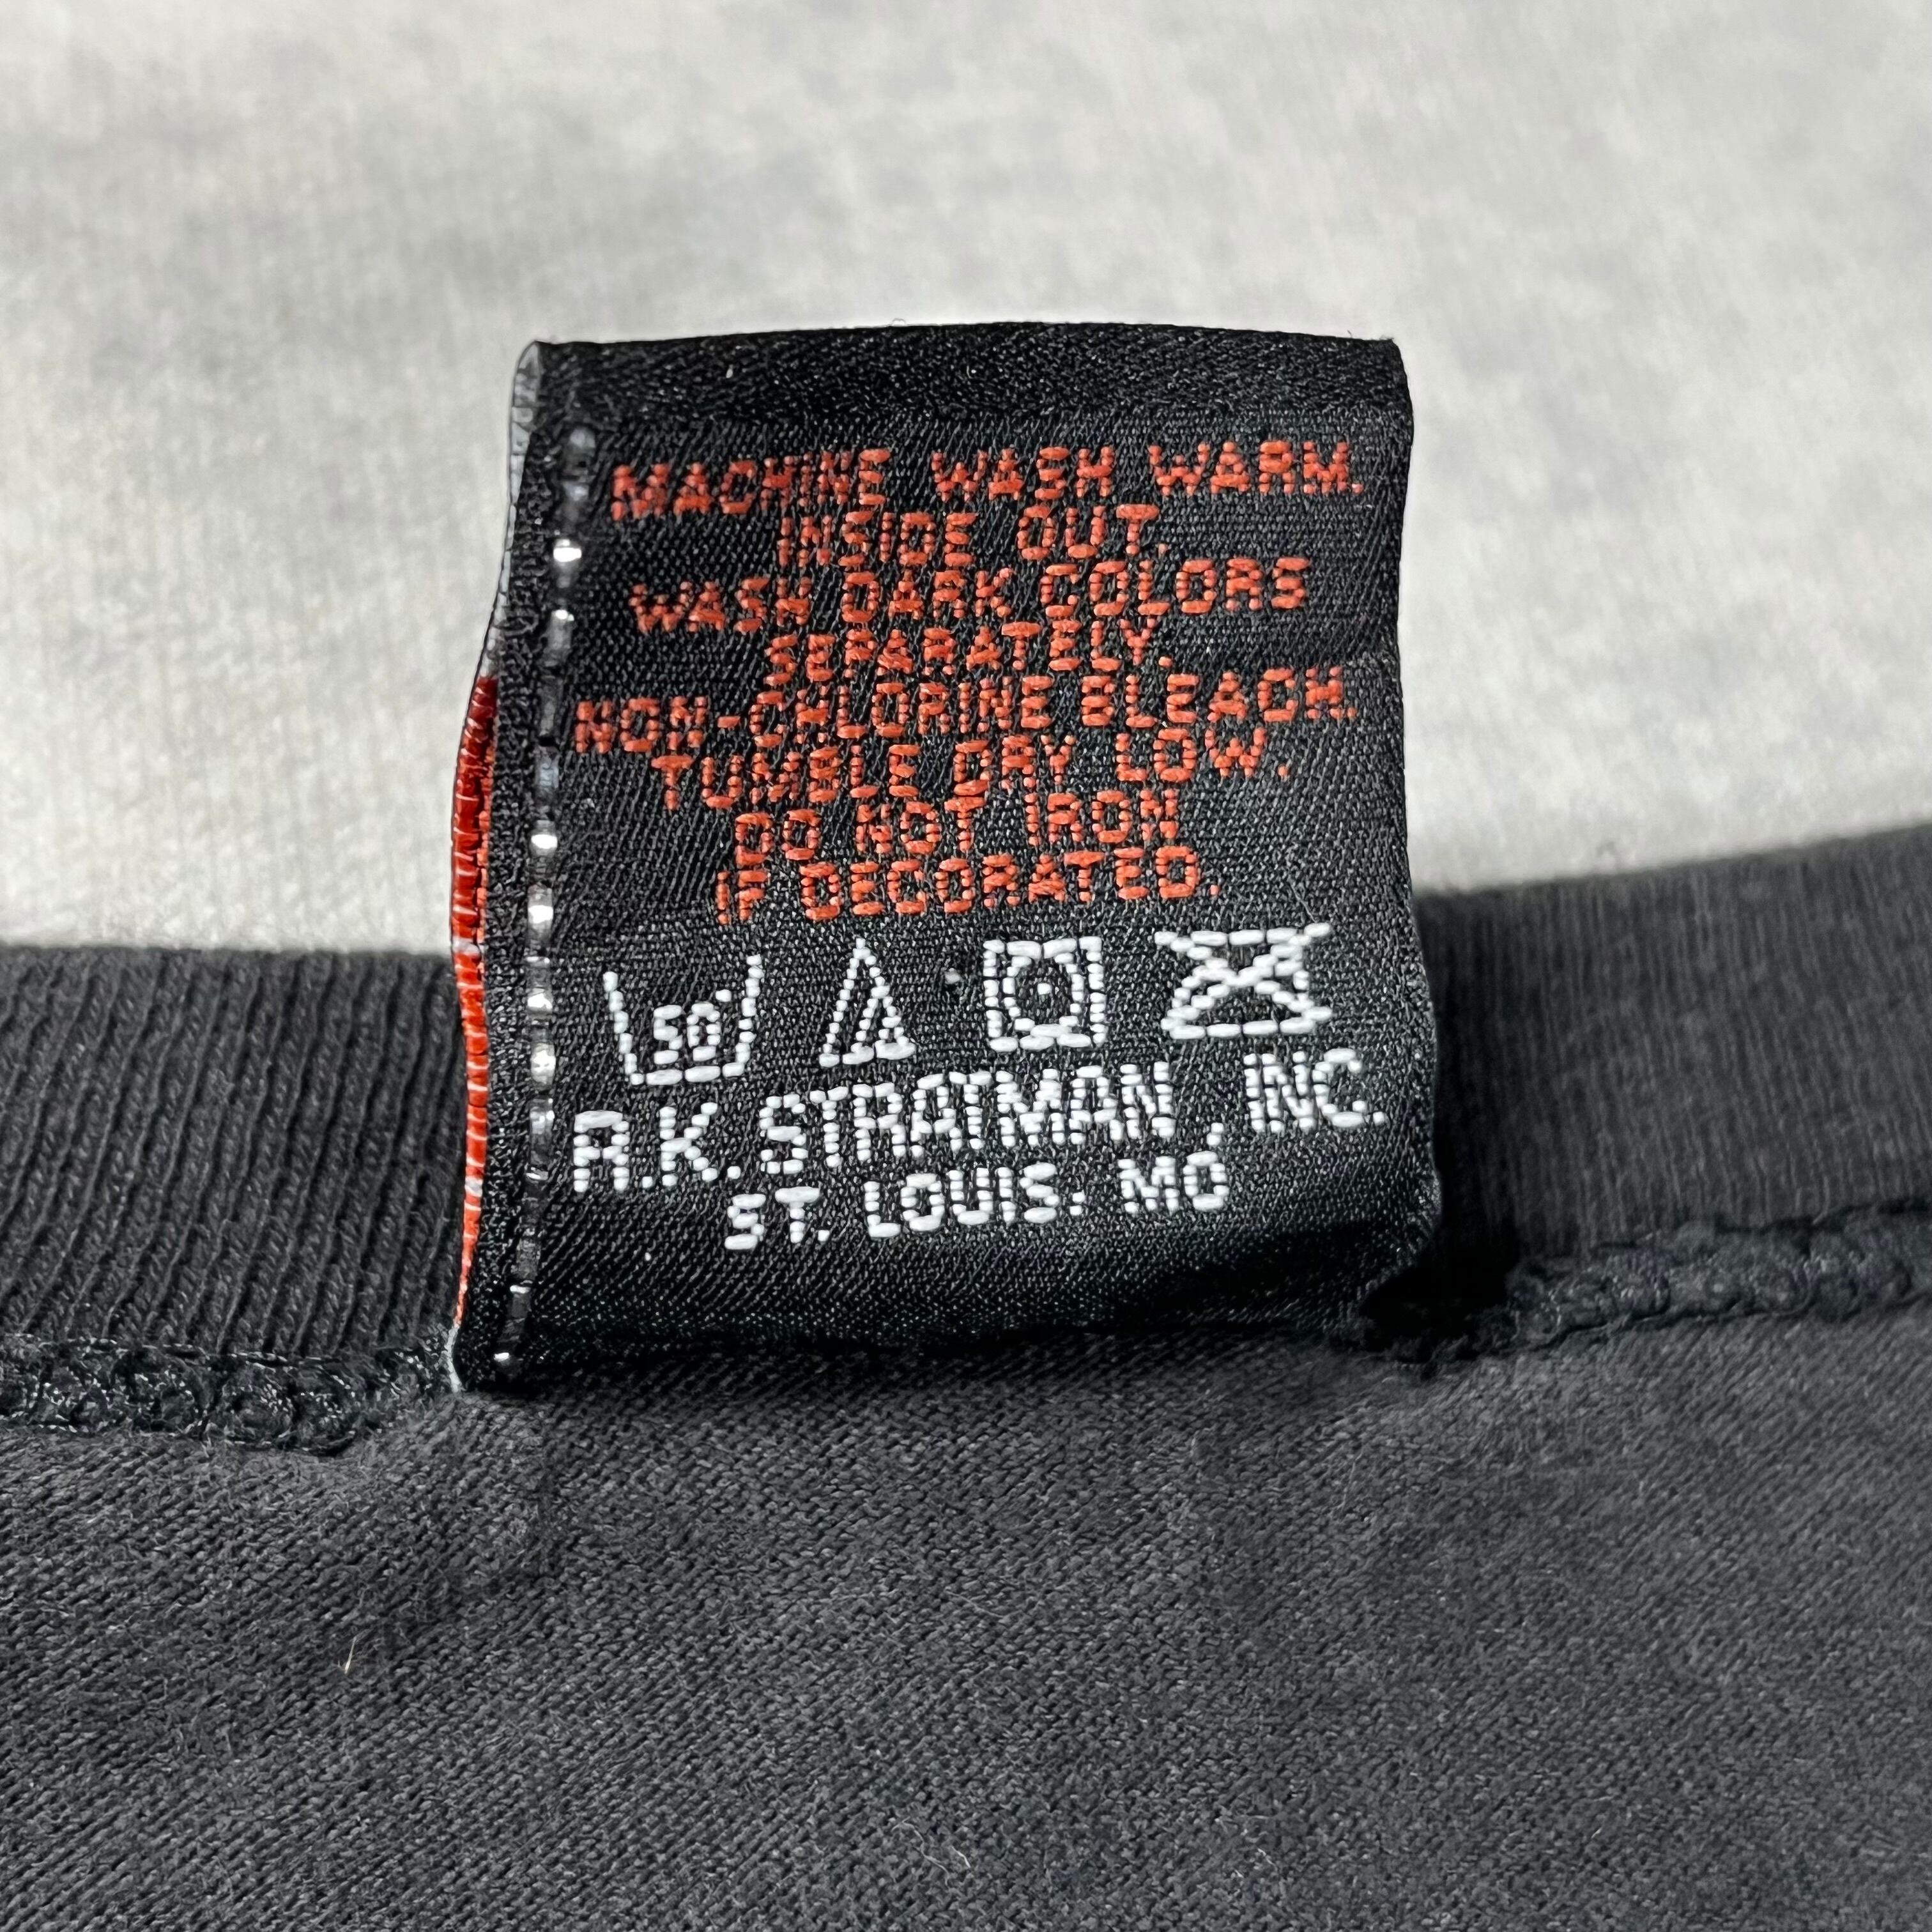 MACHINE WASH WARM.
INSIDE OUT.
WASH DARK COLORS
SEPARATELY.
NON-CHLORINE BLEACH.
TUMBLE DRY LOW.
DO NOT IRON
IF DECORATED.
50°
R.K. STRATMAN, INC.
ST. LOUIS, MO